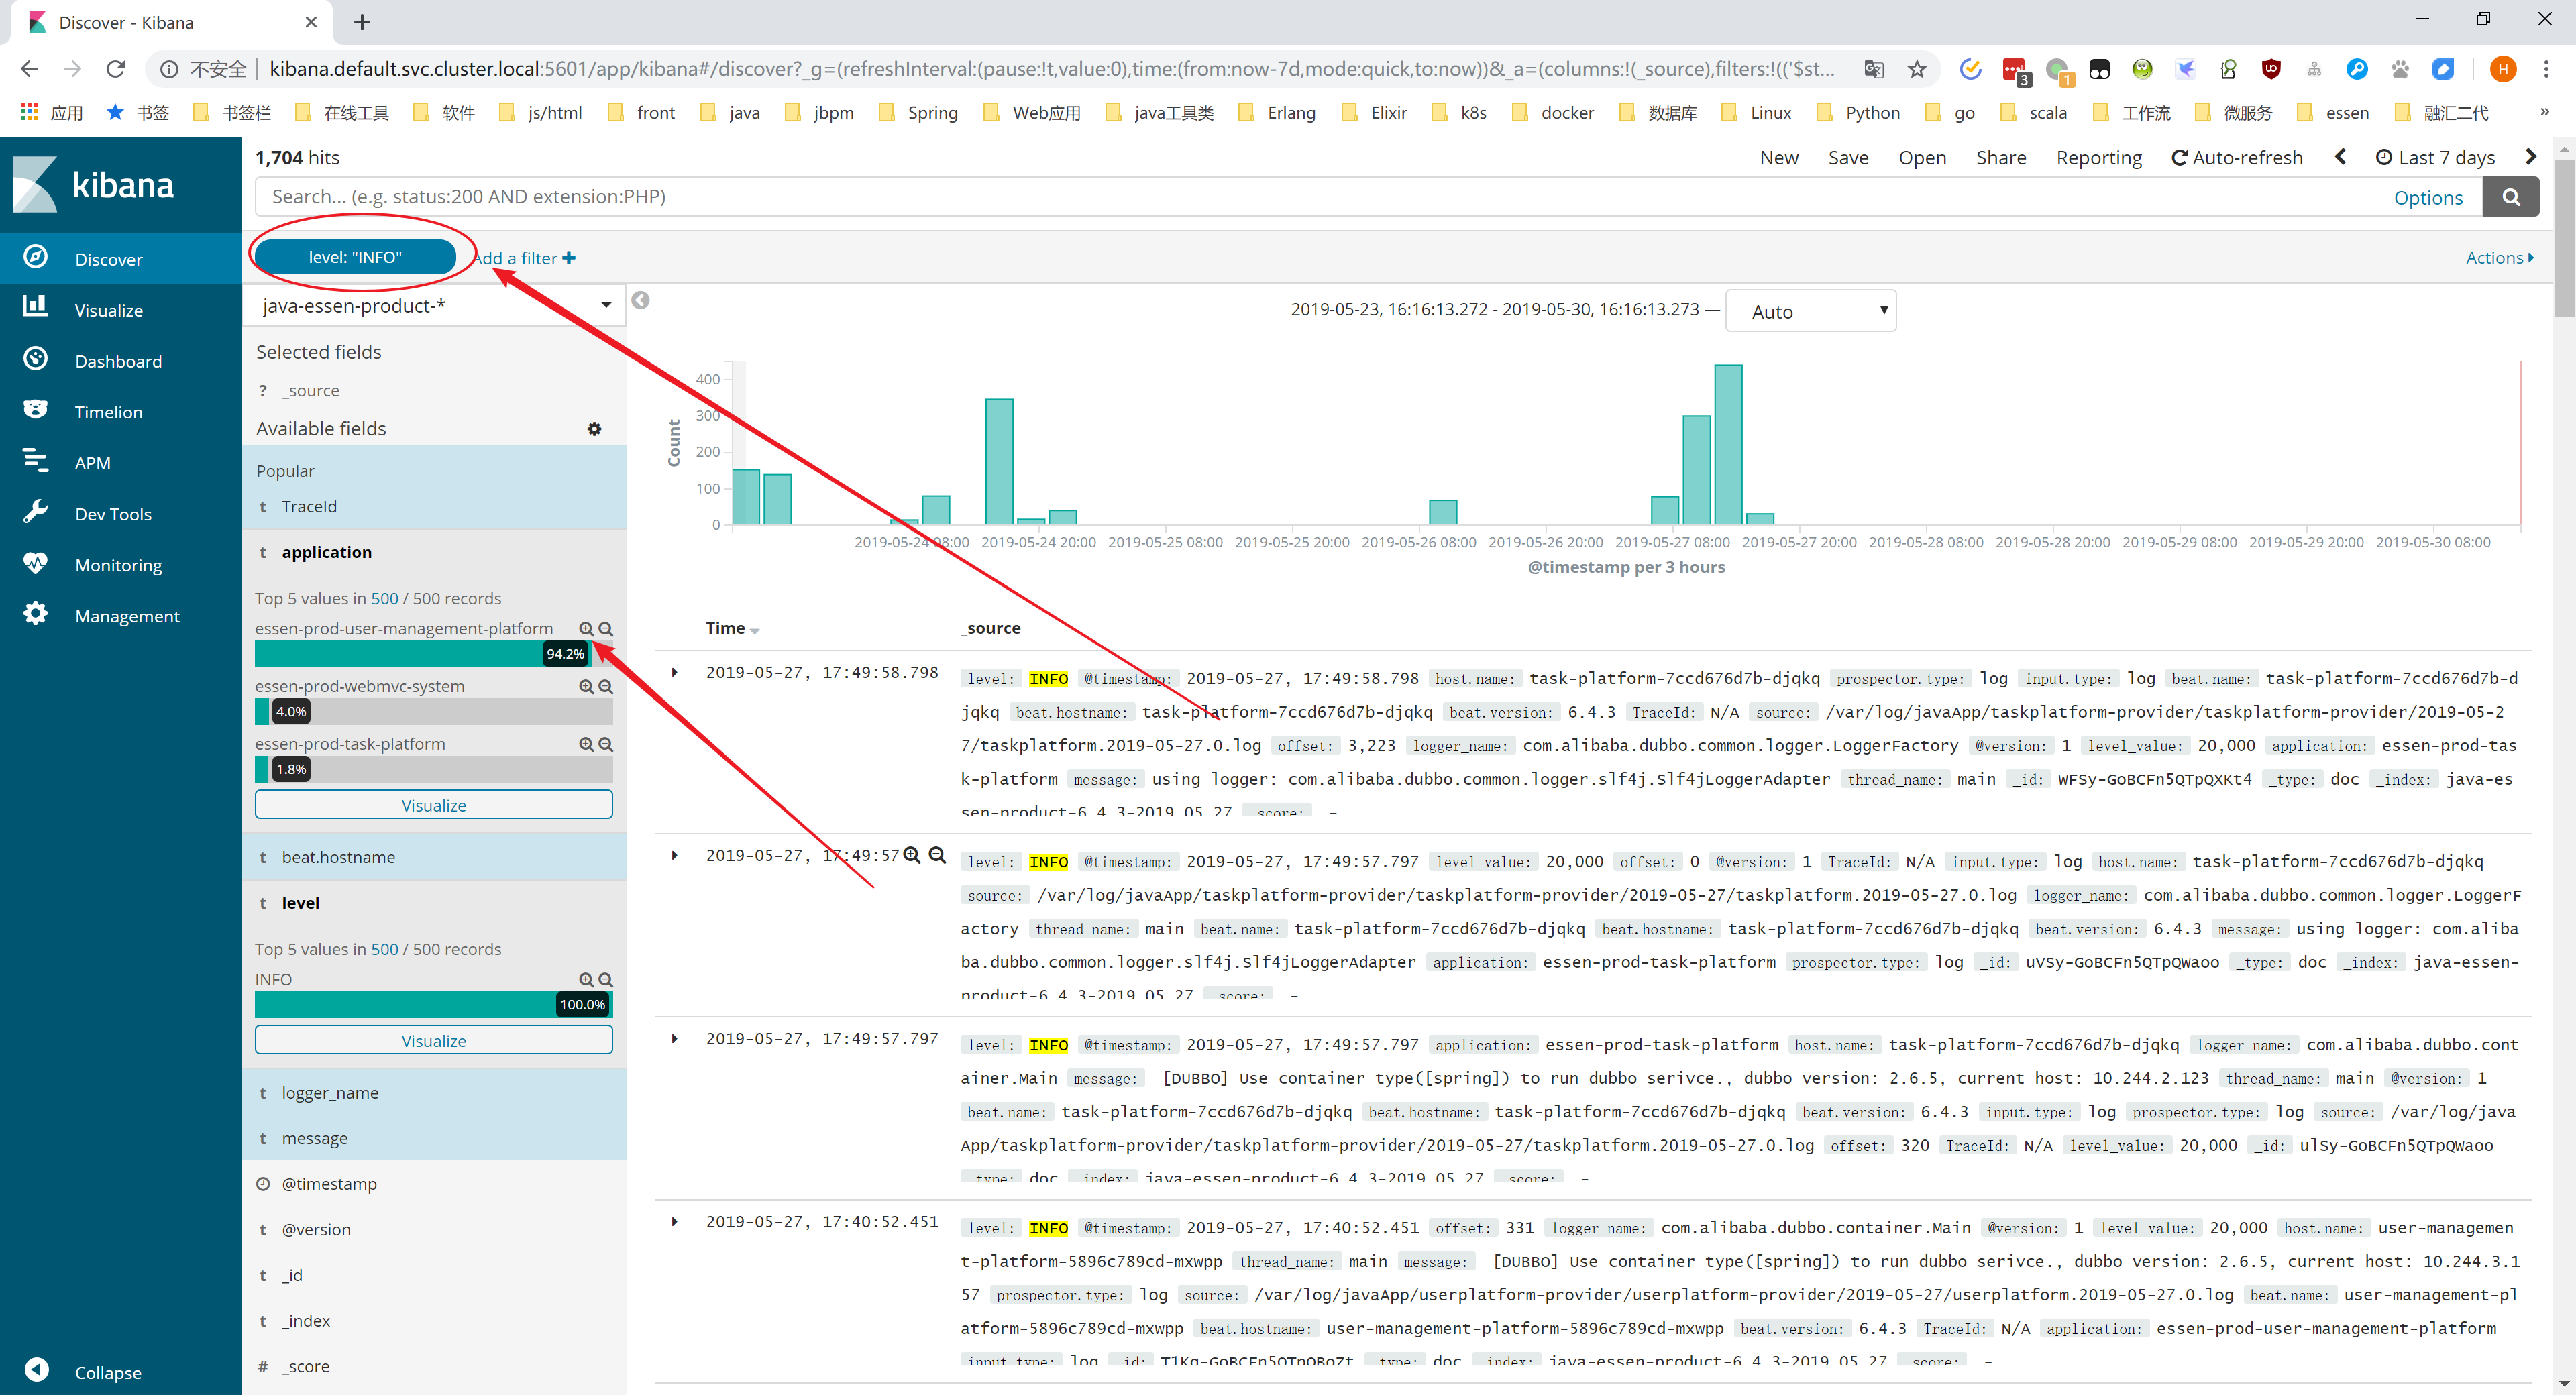 Discover - Kibana
不安全 kibana.default.svc.cluster.local:5601/app/kibana#/discover?_g=(refreshInterval:(pause:!t,value:0),time:(from:now-7d,mode:quick,to:now))&_a=(columns:!(_source),filters:!(('$st... 3 1 H
应用 书签 书签栏 在线工具 软件 js/html front java jbpm Spring Web应用 java工具类 Erlang Elixir k8s docker 数据库 Linux Python go scala 工作流 微服务 essen 融汇二代 »
kibana
Discover
Visualize
Dashboard
Timelion
APM
Dev Tools
Monitoring
Management
Collapse
1,704 hits
New Save Open Share Reporting Auto-refresh Last 7 days
Search... (e.g. status:200 AND extension:PHP)
Options
level: "INFO" Add a filter
Actions
java-essen-product-*
Selected fields
? _source
Available fields
Popular
t TraceId
t application
Top 5 values in 500 / 500 records
essen-prod-user-management-platform
94.2%
essen-prod-webmvc-system
4.0%
essen-prod-task-platform
1.8%
Visualize
t beat.hostname
t level
Top 5 values in 500 / 500 records
INFO
100.0%
Visualize
t logger_name
t message
@timestamp
t @version
t _id
t _index
# _score
2019-05-23, 16:16:13.272 - 2019-05-30, 16:16:13.273 — Auto
Count
400
300
200
100
0
2019-05-24 08:00 2019-05-24 20:00 2019-05-25 08:00 2019-05-25 20:00 2019-05-26 08:00 2019-05-26 20:00 2019-05-27 08:00 2019-05-27 20:00 2019-05-28 08:00 2019-05-28 20:00 2019-05-29 08:00 2019-05-29 20:00 2019-05-30 08:00
@timestamp per 3 hours
Time _source
2019-05-27, 17:49:58.798 level: INFO @timestamp: 2019-05-27, 17:49:58.798 host.name: task-platform-7ccd676d7b-djqkq prospector.type: log input.type: log beat.name: task-platform-7ccd676d7b-d
jqkq beat.hostname: task-platform-7ccd676d7b-djqkq beat.version: 6.4.3 TraceId: N/A source: /var/log/javaApp/taskplatform-provider/taskplatform-provider/2019-05-2
7/taskplatform.2019-05-27.0.log offset: 3,223 logger_name: com.alibaba.dubbo.common.logger.LoggerFactory @version: 1 level_value: 20,000 application: essen-prod-tas
k-platform message: using logger: com.alibaba.dubbo.common.logger.slf4j.Slf4jLoggerAdapter thread_name: main _id: WFSy-GoBCFn5QTpQXKt4 _type: doc _index: java-es
sen-product-6.4.3-2019.05.27 _score: -
2019-05-27, 17:49:57 level: INFO @timestamp: 2019-05-27, 17:49:57.797 level_value: 20,000 offset: 0 @version: 1 TraceId: N/A input.type: log host.name: task-platform-7ccd676d7b-djqkq
source: /var/log/javaApp/taskplatform-provider/taskplatform-provider/2019-05-27/taskplatform.2019-05-27.0.log logger_name: com.alibaba.dubbo.common.logger.LoggerF
actory thread_name: main beat.name: task-platform-7ccd676d7b-djqkq beat.hostname: task-platform-7ccd676d7b-djqkq beat.version: 6.4.3 message: using logger: com.aliba
ba.dubbo.common.logger.slf4j.Slf4jLoggerAdapter application: essen-prod-task-platform prospector.type: log _id: uVSy-GoBCFn5QTpQWaoo _type: doc _index: java-essen-
product-6.4.3-2019.05.27 _score: -
2019-05-27, 17:49:57.797 level: INFO @timestamp: 2019-05-27, 17:49:57.797 application: essen-prod-task-platform host.name: task-platform-7ccd676d7b-djqkq logger_name: com.alibaba.dubbo.cont
ainer.Main message: [DUBBO] Use container type([spring]) to run dubbo serivce., dubbo version: 2.6.5, current host: 10.244.2.123 thread_name: main @version: 1
beat.name: task-platform-7ccd676d7b-djqkq beat.hostname: task-platform-7ccd676d7b-djqkq beat.version: 6.4.3 input.type: log prospector.type: log source: /var/log/java
App/taskplatform-provider/taskplatform-provider/2019-05-27/taskplatform.2019-05-27.0.log offset: 320 TraceId: N/A level_value: 20,000 _id: ulSy-GoBCFn5QTpQWaoo
_type: doc _index: java-essen-product-6.4.3-2019.05.27 _score: -
2019-05-27, 17:40:52.451 level: INFO @timestamp: 2019-05-27, 17:40:52.451 offset: 331 logger_name: com.alibaba.dubbo.container.Main @version: 1 level_value: 20,000 host.name: user-managemen
t-platform-5896c789cd-mxwpp thread_name: main message: [DUBBO] Use container type([spring]) to run dubbo serivce., dubbo version: 2.6.5, current host: 10.244.3.1
57 prospector.type: log source: /var/log/javaApp/userplatform-provider/userplatform-provider/2019-05-27/userplatform.2019-05-27.0.log beat.name: user-management-pl
atform-5896c789cd-mxwpp beat.hostname: user-management-platform-5896c789cd-mxwpp beat.version: 6.4.3 TraceId: N/A application: essen-prod-user-management-platform
input.type: log _id: T1Kq-GoBCFn5QTpQBoZt _type: doc _index: java-essen-product-6.4.3-2019.05.27 _score: -